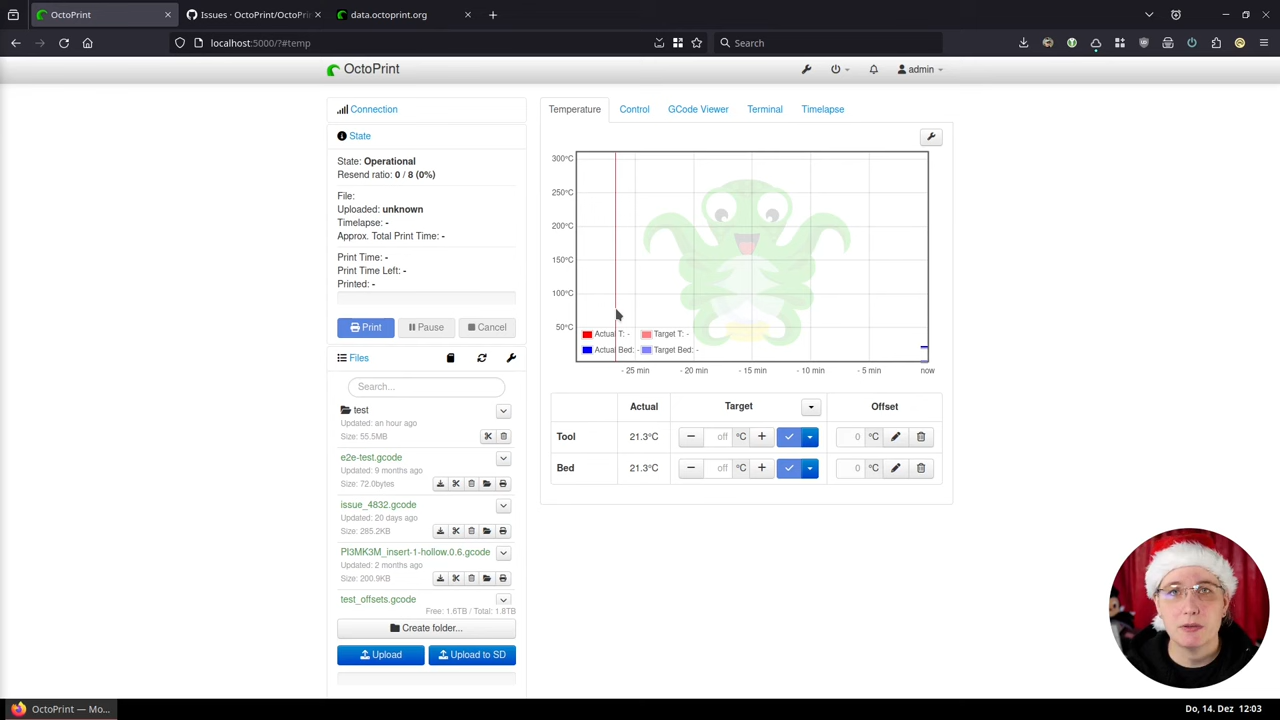 OctoPrint
Issues · OctoPrint/OctoPri
data.octoprint.org
localhost:5000/?#temp
Search
OctoPrint
admin
Connection
State
State: Operational
Resend ratio: 0 / 8 (0%)
File:
Uploaded: unknown
Timelapse: -
Approx. Total Print Time: -
Print Time: -
Print Time Left: -
Printed: -
Print
Pause
Cancel
Files
Search...
test
Updated: an hour ago
Size: 55.5MB
e2e-test.gcode
Updated: 9 months ago
Size: 72.0bytes
issue_4832.gcode
Updated: 20 days ago
Size: 285.2KB
PI3MK3M_insert-1-hollow.0.6.gcode
Updated: 2 months ago
Size: 200.9KB
test_offsets.gcode
Free: 1.6TB / Total: 1.8TB
Create folder...
Upload
Upload to SD
Temperature
Control
GCode Viewer
Terminal
Timelapse
300°C
250°C
200°C
150°C
100°C
50°C
Actual T: -
Target T: -
Actual Bed: -
Target Bed: -
- 25 min
- 20 min
- 15 min
- 10 min
- 5 min
now
Actual
Target
Offset
Tool
21.3°C
off
°C
0
°C
Bed
21.3°C
off
°C
0
°C
OctoPrint — Mo...
Do, 14. Dez 12:03